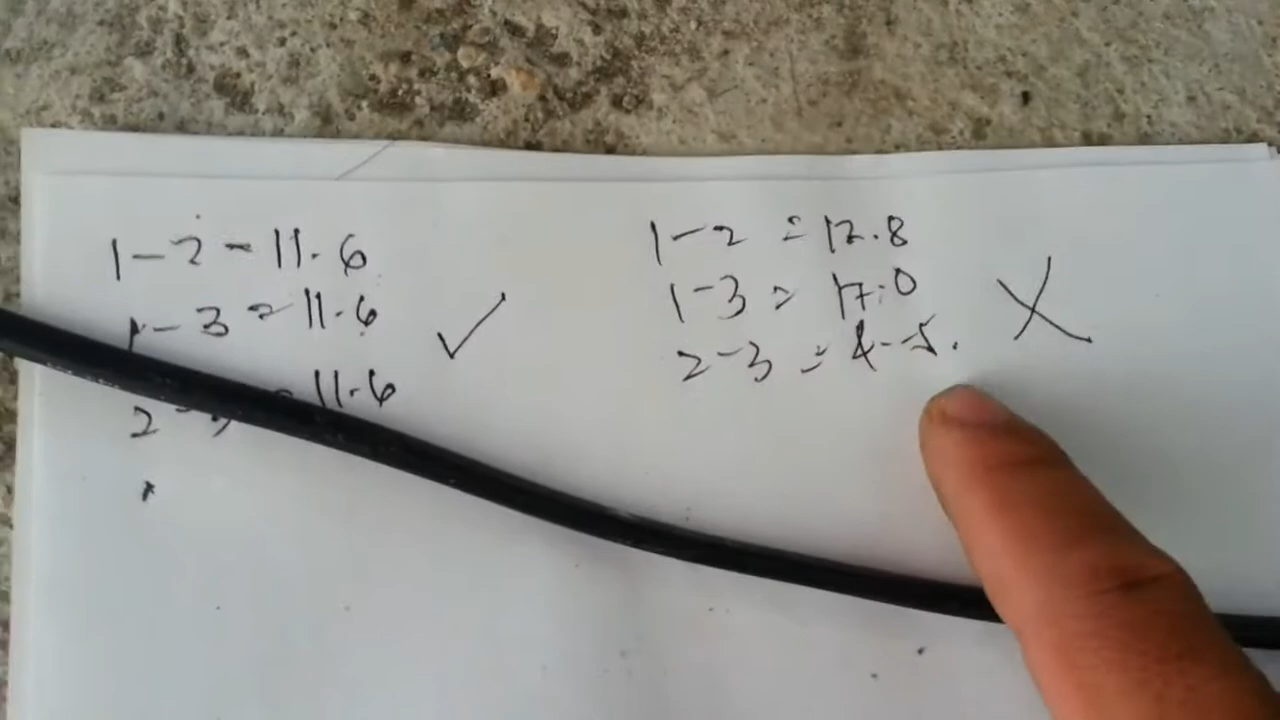 1-2 = 11.6
1-3 = 11.6
11.6
1-2 = 17.8
1-3 = 17.0
2-3 = 4.5.